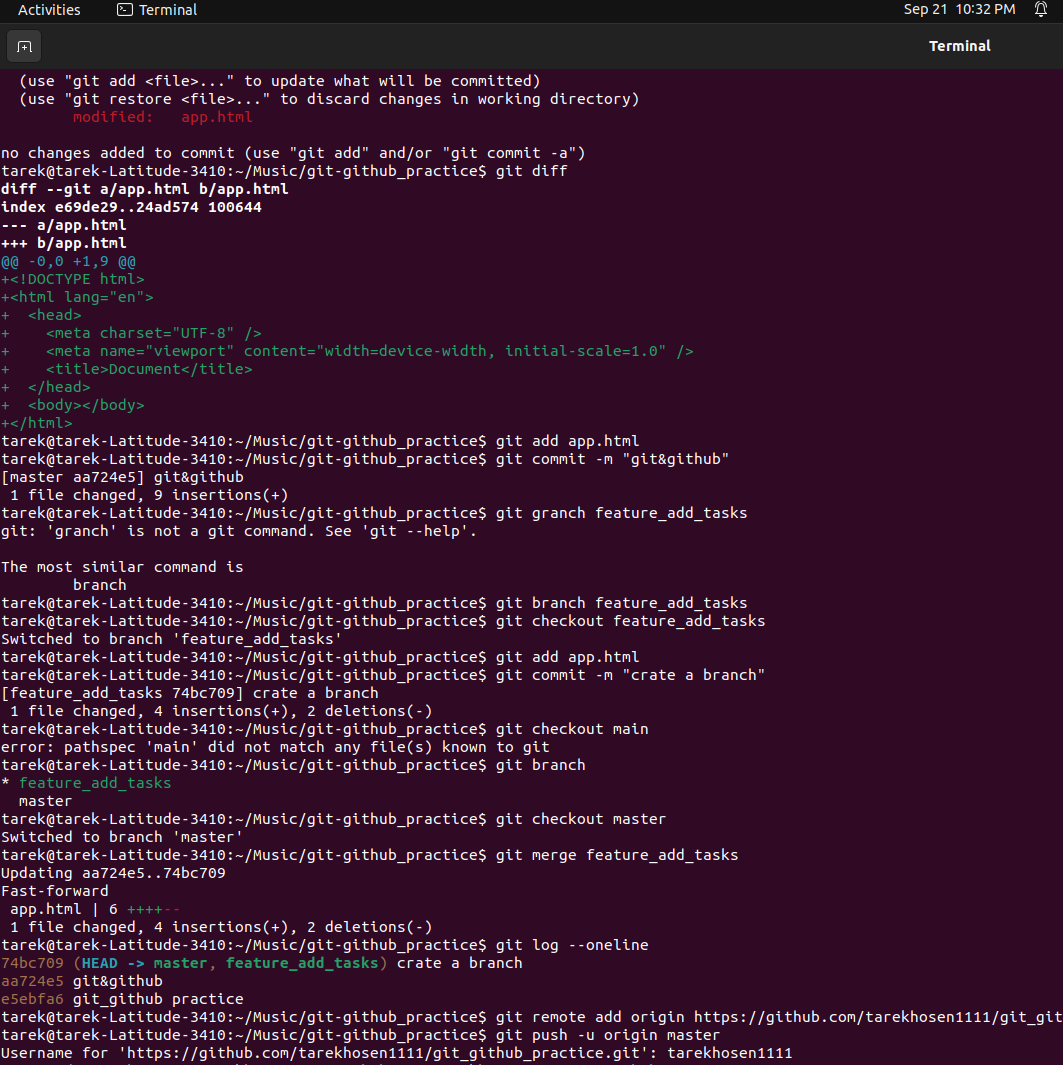 Activities Terminal Sep 21 10:32 PM
Terminal
(use "git add <file>..." to update what will be committed)
(use "git restore <file>..." to discard changes in working directory)
modified: app.html
no changes added to commit (use "git add" and/or "git commit -a")
tarek@tarek-Latitude-3410:~/Music/git-github_practice$ git diff
diff --git a/app.html b/app.html
index e69de29..24ad574 100644
--- a/app.html
+++ b/app.html
@@ -0,0 +1,9 @@
+<!DOCTYPE html>
+<html lang="en">
+  <head>
+    <meta charset="UTF-8" />
+    <meta name="viewport" content="width=device-width, initial-scale=1.0" />
+    <title>Document</title>
+  </head>
+  <body></body>
+</html>
tarek@tarek-Latitude-3410:~/Music/git-github_practice$ git add app.html
tarek@tarek-Latitude-3410:~/Music/git-github_practice$ git commit -m "git&github"
[master aa724e5] git&github
1 file changed, 9 insertions(+)
tarek@tarek-Latitude-3410:~/Music/git-github_practice$ git granch feature_add_tasks
git: 'granch' is not a git command. See 'git --help'.
The most similar command is
branch
tarek@tarek-Latitude-3410:~/Music/git-github_practice$ git branch feature_add_tasks
tarek@tarek-Latitude-3410:~/Music/git-github_practice$ git checkout feature_add_tasks
Switched to branch 'feature_add_tasks'
tarek@tarek-Latitude-3410:~/Music/git-github_practice$ git add app.html
tarek@tarek-Latitude-3410:~/Music/git-github_practice$ git commit -m "crate a branch"
[feature_add_tasks 74bc709] crate a branch
1 file changed, 4 insertions(+), 2 deletions(-)
tarek@tarek-Latitude-3410:~/Music/git-github_practice$ git checkout main
error: pathspec 'main' did not match any file(s) known to git
tarek@tarek-Latitude-3410:~/Music/git-github_practice$ git branch
* feature_add_tasks
master
tarek@tarek-Latitude-3410:~/Music/git-github_practice$ git checkout master
Switched to branch 'master'
tarek@tarek-Latitude-3410:~/Music/git-github_practice$ git merge feature_add_tasks
Updating aa724e5..74bc709
Fast-forward
app.html | 6 ++++--
1 file changed, 4 insertions(+), 2 deletions(-)
tarek@tarek-Latitude-3410:~/Music/git-github_practice$ git log --oneline
74bc709 (HEAD -> master, feature_add_tasks) crate a branch
aa724e5 git&github
e5ebfa6 git_github practice
tarek@tarek-Latitude-3410:~/Music/git-github_practice$ git remote add origin https://github.com/tarekhosen1111/git_git
tarek@tarek-Latitude-3410:~/Music/git-github_practice$ git push -u origin master
Username for 'https://github.com/tarekhosen1111/git_github_practice.git': tarekhosen1111